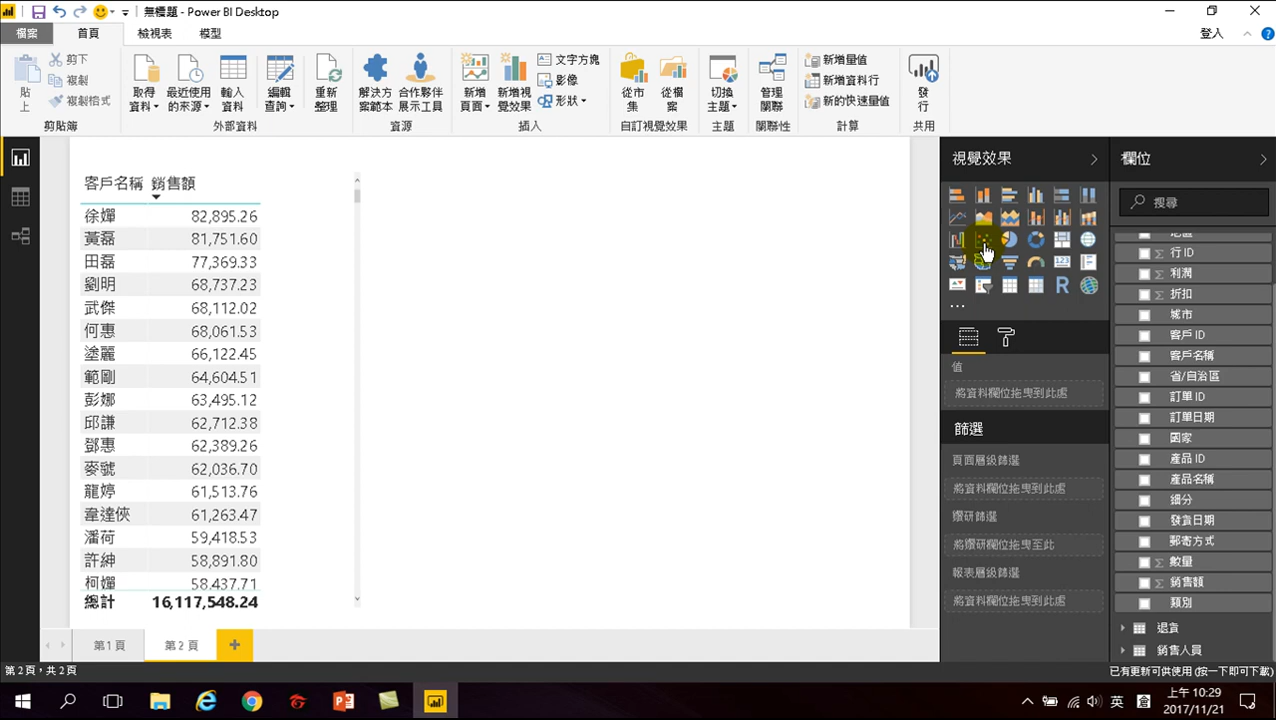 無標題 - Power BI Desktop
檔案
首頁
檢視表
模型
登入
貼上
剪下
複製
複製格式
剪貼簿
取得資料
最近使用的來源
輸入資料
編輯查詢
重新整理
外部資料
解決方案範本
合作夥伴展示工具
資源
新增頁面
新增視覺效果
文字方塊
影像
形狀
插入
從市集
從檔案
自訂視覺效果
切換主題
主題
管理關聯
關聯性
新增量值
新增資料行
新的快速量值
計算
發行
共用
客戶名稱 銷售額
徐嬋 82,895.26
黃磊 81,751.60
田磊 77,369.33
劉明 68,737.23
武傑 68,112.02
何惠 68,061.53
塗麗 66,122.45
範剛 64,604.51
彭娜 63,495.12
邱謙 62,712.38
鄧惠 62,389.26
麥號 62,036.70
龍婷 61,513.76
韋達俠 61,263.47
潘荷 59,418.53
許紳 58,891.80
柯嬋 58,437.71
總計 16,117,548.24
視覺效果
R
123
值
將資料欄位拖曳到此處
篩選
頁面層級篩選
將資料欄位拖曳到此處
鑽研篩選
將鑽研欄位拖曳至此
報表層級篩選
將資料欄位拖曳到此處
欄位
搜尋
地區
行 ID
利潤
折扣
城市
客戶 ID
客戶名稱
省/自治區
訂單 ID
訂單日期
國家
產品 ID
產品名稱
細分
發貨日期
郵寄方式
數量
銷售額
類別
退貨
銷售人員
第 1 頁
第 2 頁
第 2 頁，共 2 頁
已有更新可供使用 (按一下即可下載)
英
倉
上午 10:29
2017/11/21